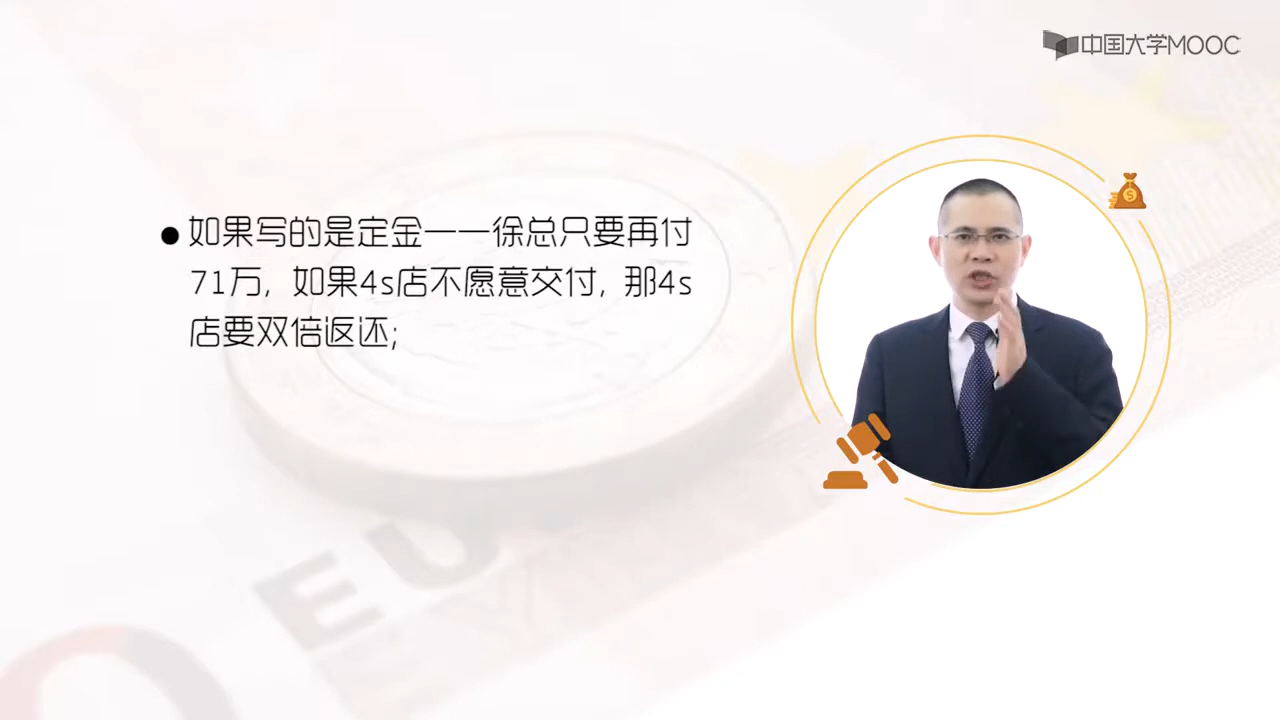 中国大学MOOC
●如果写的是定金——徐总只要再付
71万, 如果4s店不愿意交付, 那4s
店要双倍返还;
EU